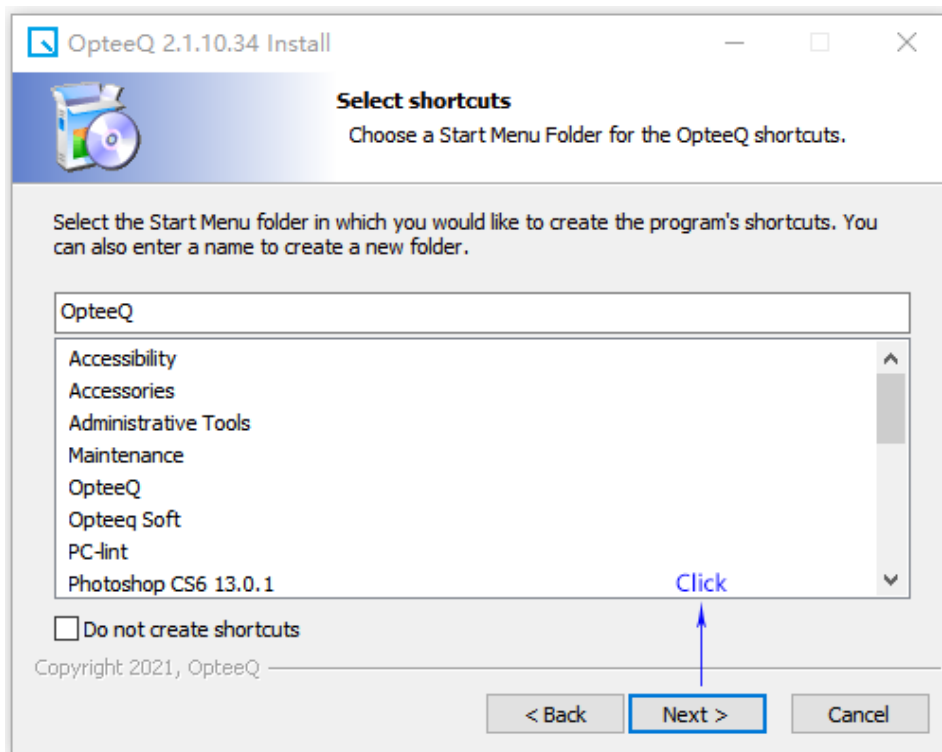 OpteeQ 2.1.10.34 Install
Select shortcuts
Choose a Start Menu Folder for the OpteeQ shortcuts.
Select the Start Menu folder in which you would like to create the program's shortcuts. You
can also enter a name to create a new folder.
OpteeQ
Accessibility
Accessories
Administrative Tools
Maintenance
OpteeQ
Opteeq Soft
PC-lint
Photoshop CS6 13.0.1
Click
Do not create shortcuts
Copyright 2021, OpteeQ
< Back
Next >
Cancel